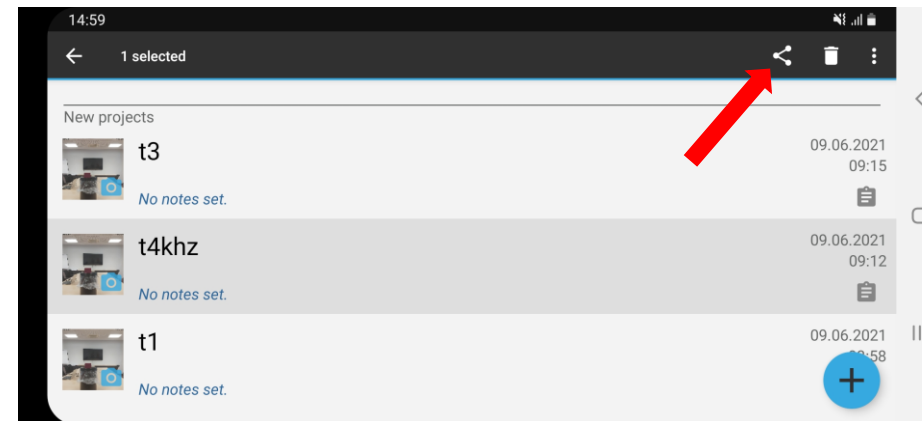 14:59
1 selected
New projects
t3
09.06.2021
09:15
No notes set.
t4khz
09.06.2021
09:12
No notes set.
t1
09.06.2021
:58
No notes set.